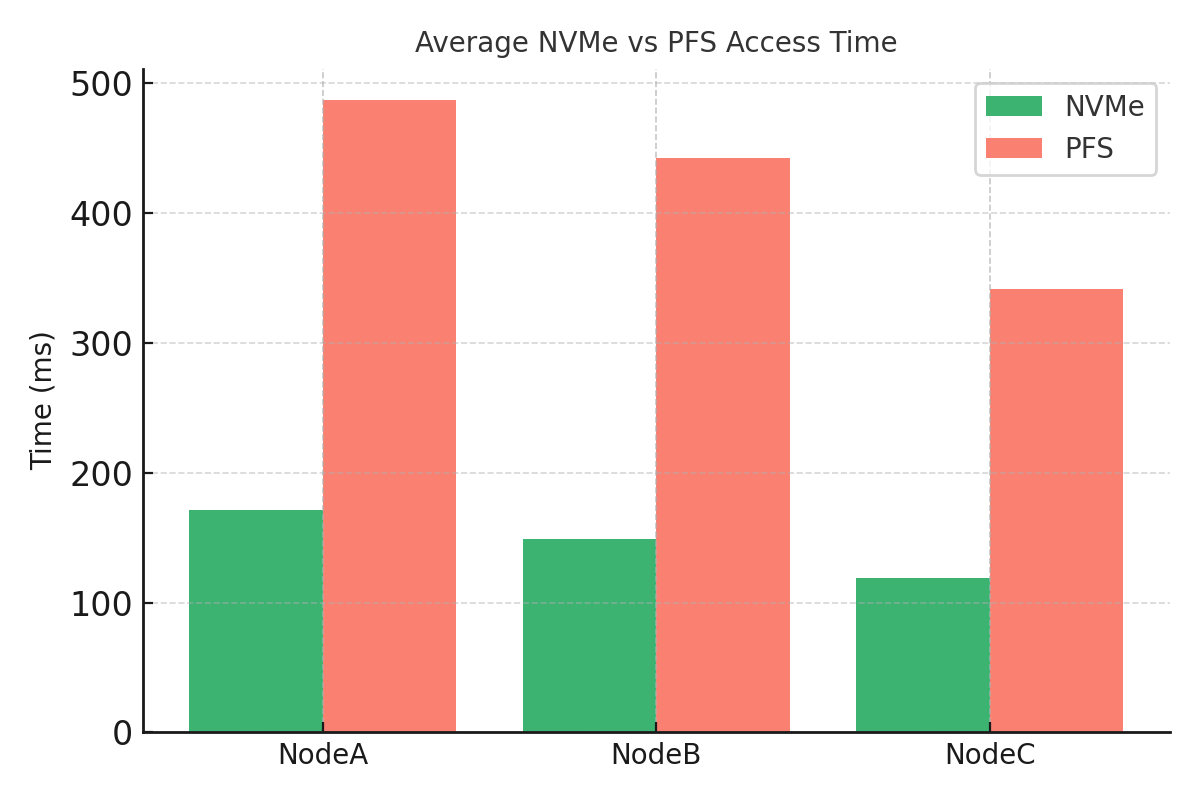 Average NVMe vs PFS Access Time
500
400
300
200
100
0
Time (ms)
NVMe
PFS
NodeA
NodeB
NodeC